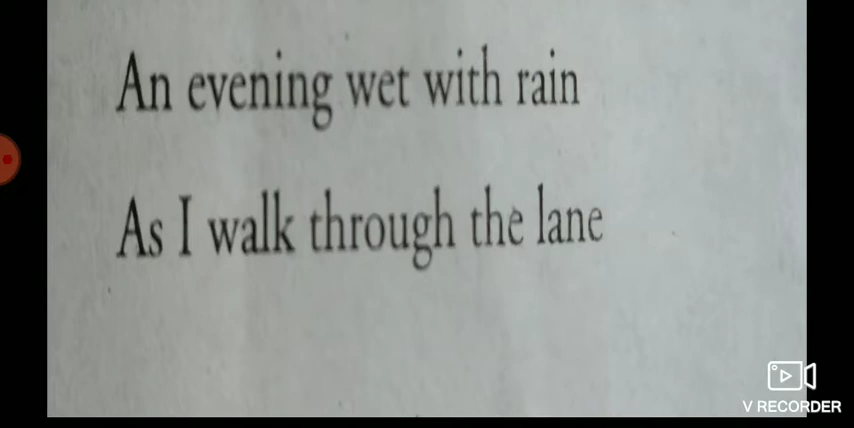 An evening wet with rain
As I walk through the lane
V RECORDER